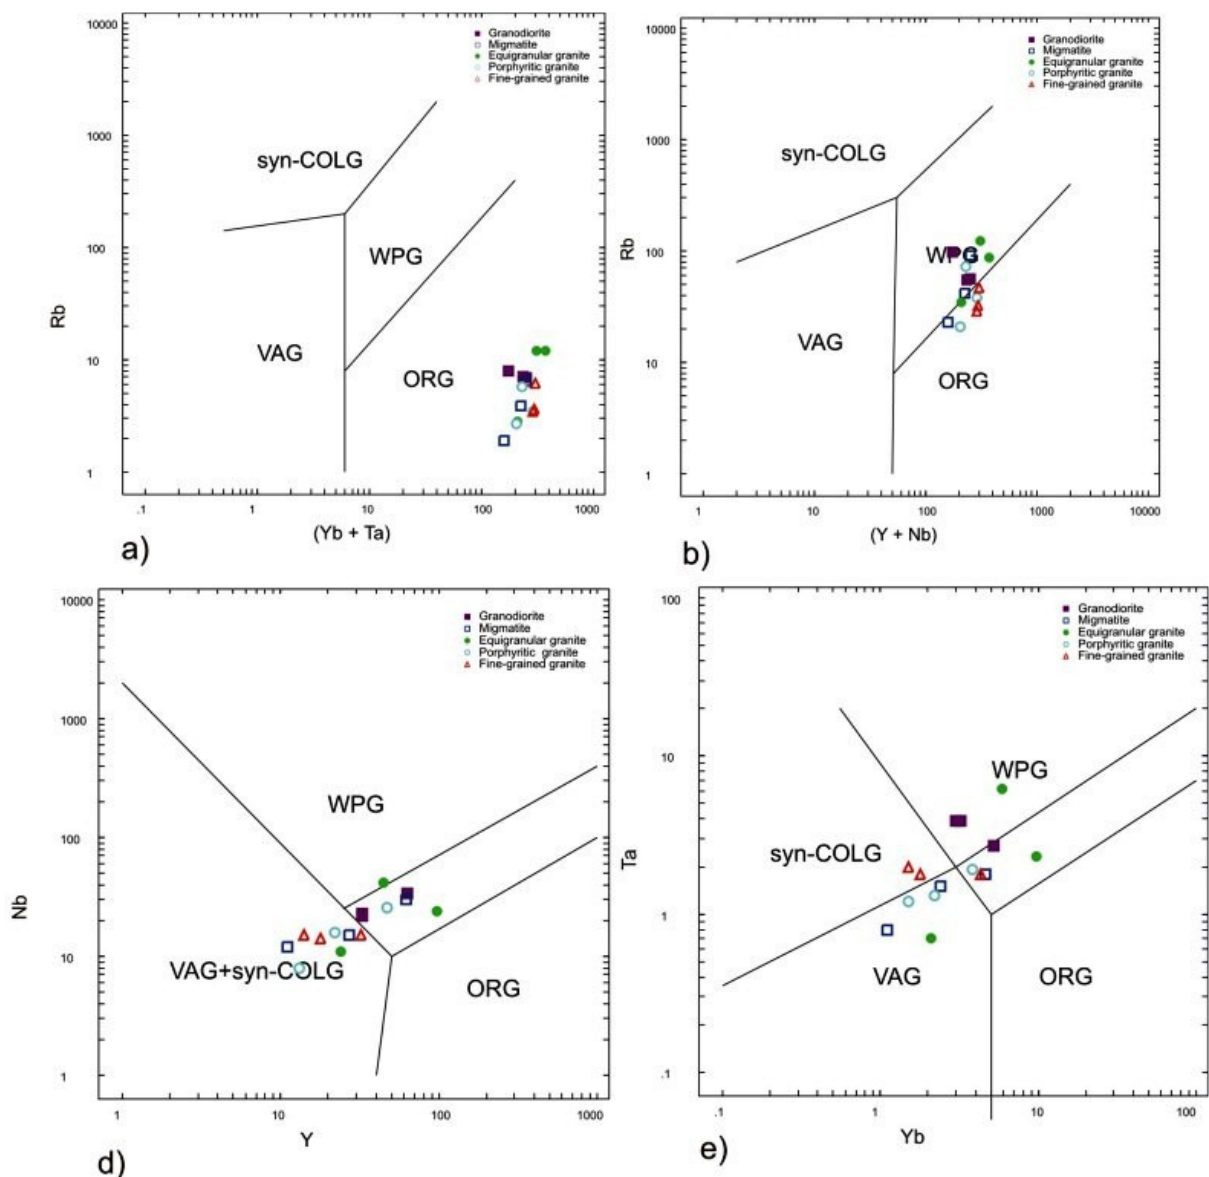 10000
Granodiorite
Migmatite
Equigranular granite
Porphyritic granite
Fine-grained granite
1000
syn-COLG
Rb
100
WPG
VAG
ORG
10
1
.1 1 10 100 1000
(Yb + Ta)
a)
10000
Granodiorite
Migmatite
Equigranular granite
Porphyritic granite
Fine-grained granite
1000
syn-COLG
Rb
100
WPG
VAG
ORG
10
1
1 10 100 1000 10000
(Y + Nb)
b)
10000
Granodiorite
Migmatite
Equigranular granite
Porphyritic granite
Fine-grained granite
1000
WPG
100
Nb
10
VAG+syn-COLG
ORG
1
1 10 100 1000
Y
d)
100
Granodiorite
Migmatite
Equigranular granite
Porphyritic granite
Fine-grained granite
10
WPG
syn-COLG
Ta
1
VAG
ORG
.1
.1 1 10 100
Yb
e)